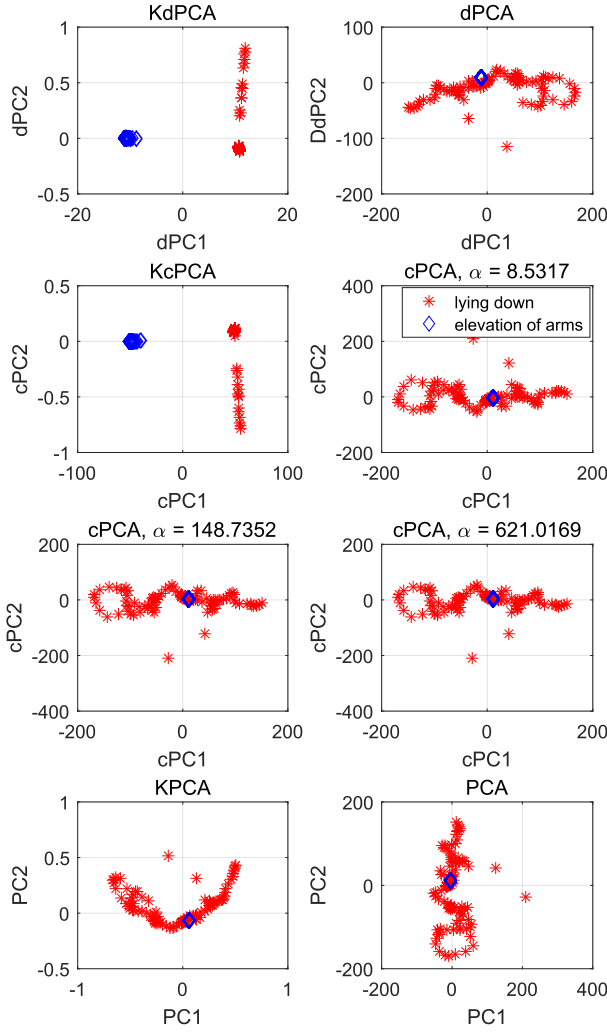 KdPCA
dPC2
1
0.5
0
-0.5
-20
0
20
dPC1
dPCA
DdPC2
100
0
-100
-200
-200
0
200
dPC1
KcPCA
cPC2
0.5
0
-0.5
-1
-100
0
100
cPC1
cPCA, α = 8.5317
cPC2
400
200
0
-200
-200
0
200
cPC1
lying down
elevation of arms
cPCA, α = 148.7352
cPC2
200
0
-200
-400
-200
0
200
cPC1
cPCA, α = 621.0169
cPC2
200
0
-200
-400
-200
0
200
cPC1
KPCA
PC2
1
0.5
0
-0.5
-1
0
1
PC1
PCA
PC2
200
0
-200
-200
0
200
400
PC1